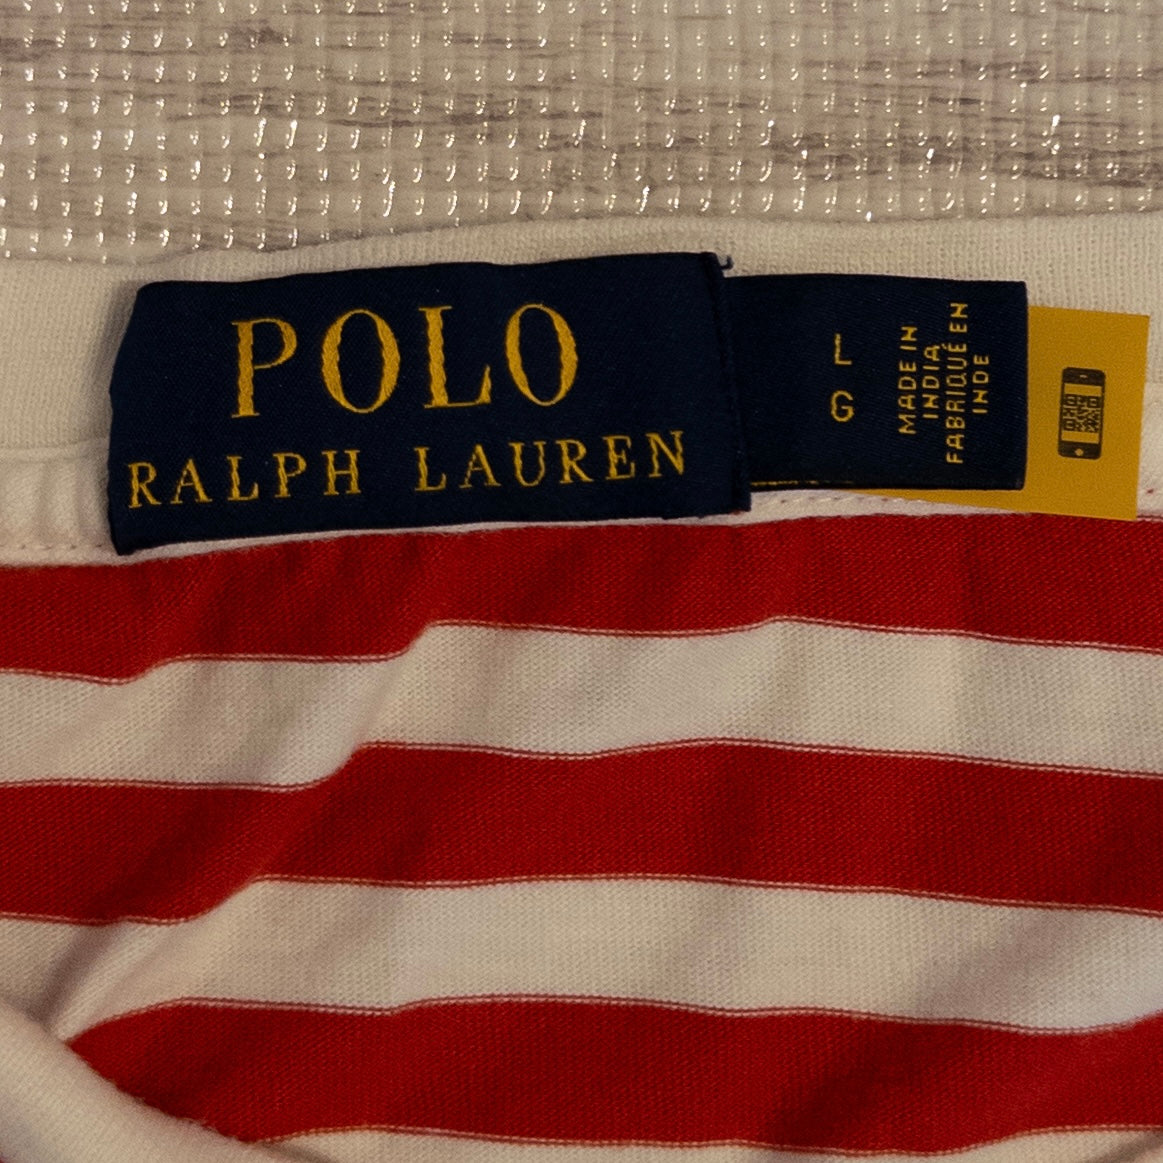 POLO
RALPH LAUREN
L
G
MADE IN
INDIA
FABRIQUÉ EN
INDE